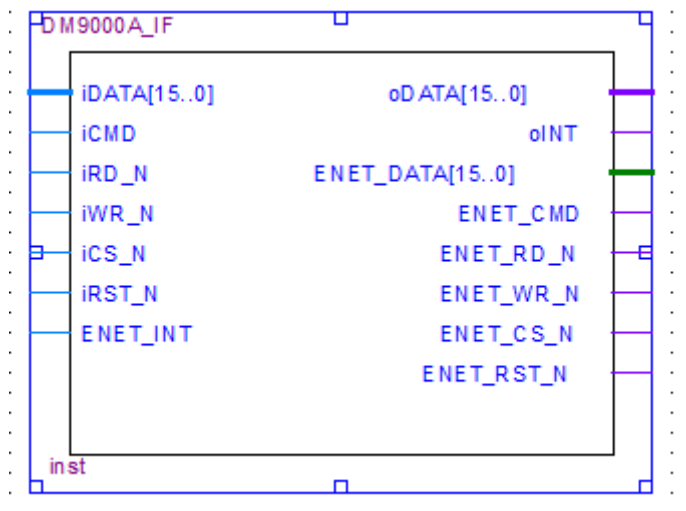 DM9000A_IF
iDATA[15..0] oDATA[15..0]
iCMD oINT
iRD_N ENET_DATA[15..0]
iWR_N ENET_CMD
iCS_N ENET_RD_N
iRST_N ENET_WR_N
ENET_INT ENET_CS_N
ENET_RST_N
inst